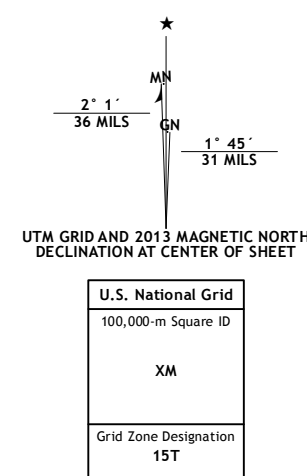 ★
MN
GN
2° 1´
36 MILS
1° 45´
31 MILS
UTM GRID AND 2013 MAGNETIC NORTH
DECLINATION AT CENTER OF SHEET
U.S. National Grid
100,000-m Square ID
XM
Grid Zone Designation
15T